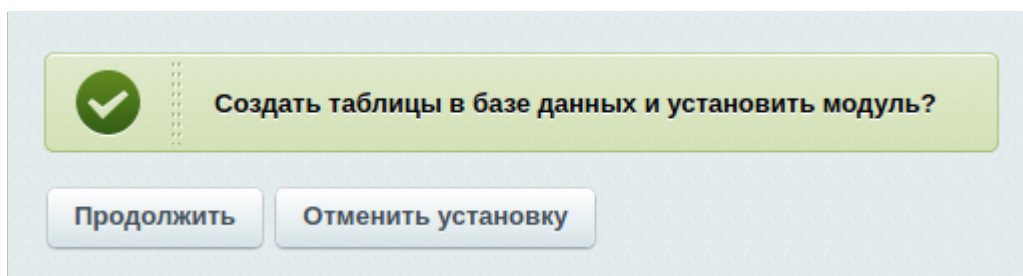 Создать таблицы в базе данных и установить модуль?
Продолжить
Отменить установку